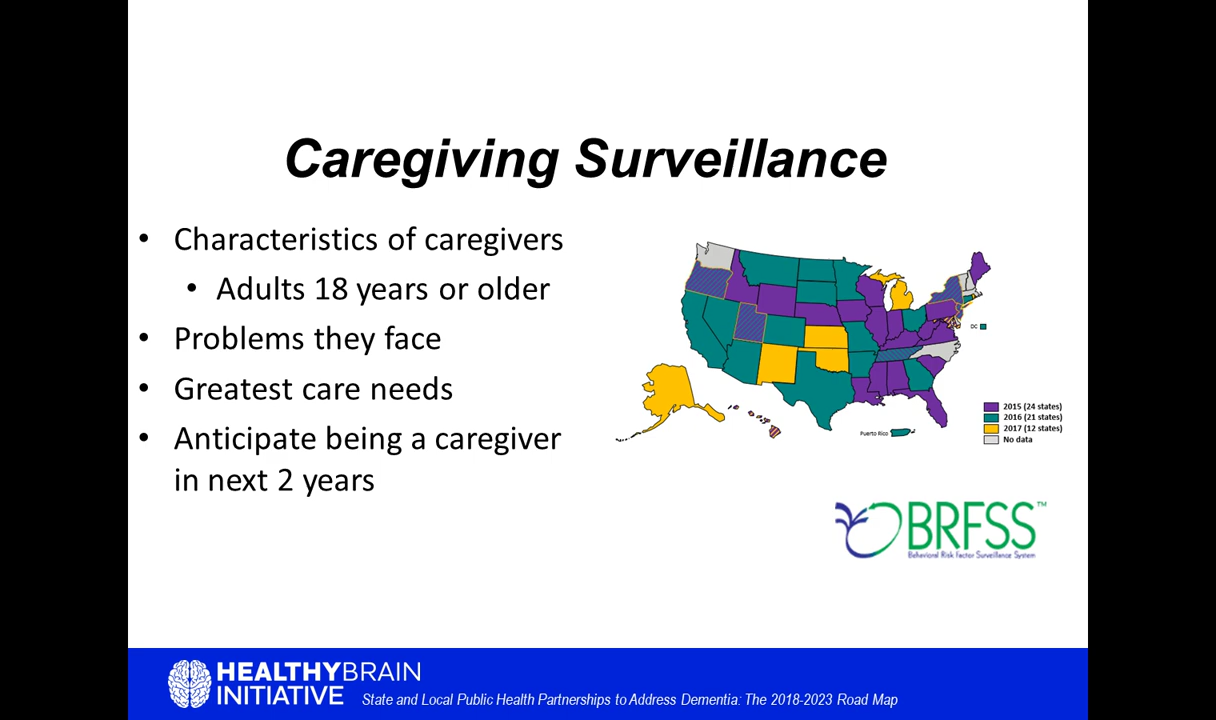 Caregiving Surveillance
• Characteristics of caregivers
• Adults 18 years or older
• Problems they face
• Greatest care needs
• Anticipate being a caregiver
in next 2 years
DC
Puerto Rico
2015 (24 states)
2016 (21 states)
2017 (12 states)
No data
BRFSS™
Behavioral Risk Factor Surveillance System
HEALTHYBRAIN
INITIATIVE
State and Local Public Health Partnerships to Address Dementia: The 2018-2023 Road Map